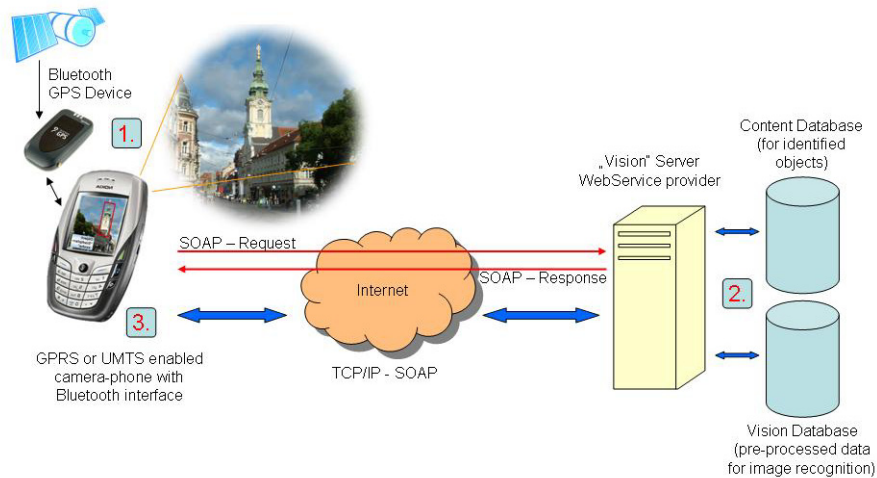 Bluetooth
GPS Device
1.
GPS
NOKIA
SOAP – Request
SOAP – Response
Internet
TCP/IP - SOAP
3.
GPRS or UMTS enabled
camera-phone with
Bluetooth interface
„Vision" Server
WebService provider
Content Database
(for identified
objects)
2.
Vision Database
(pre-processed data
for image recognition)